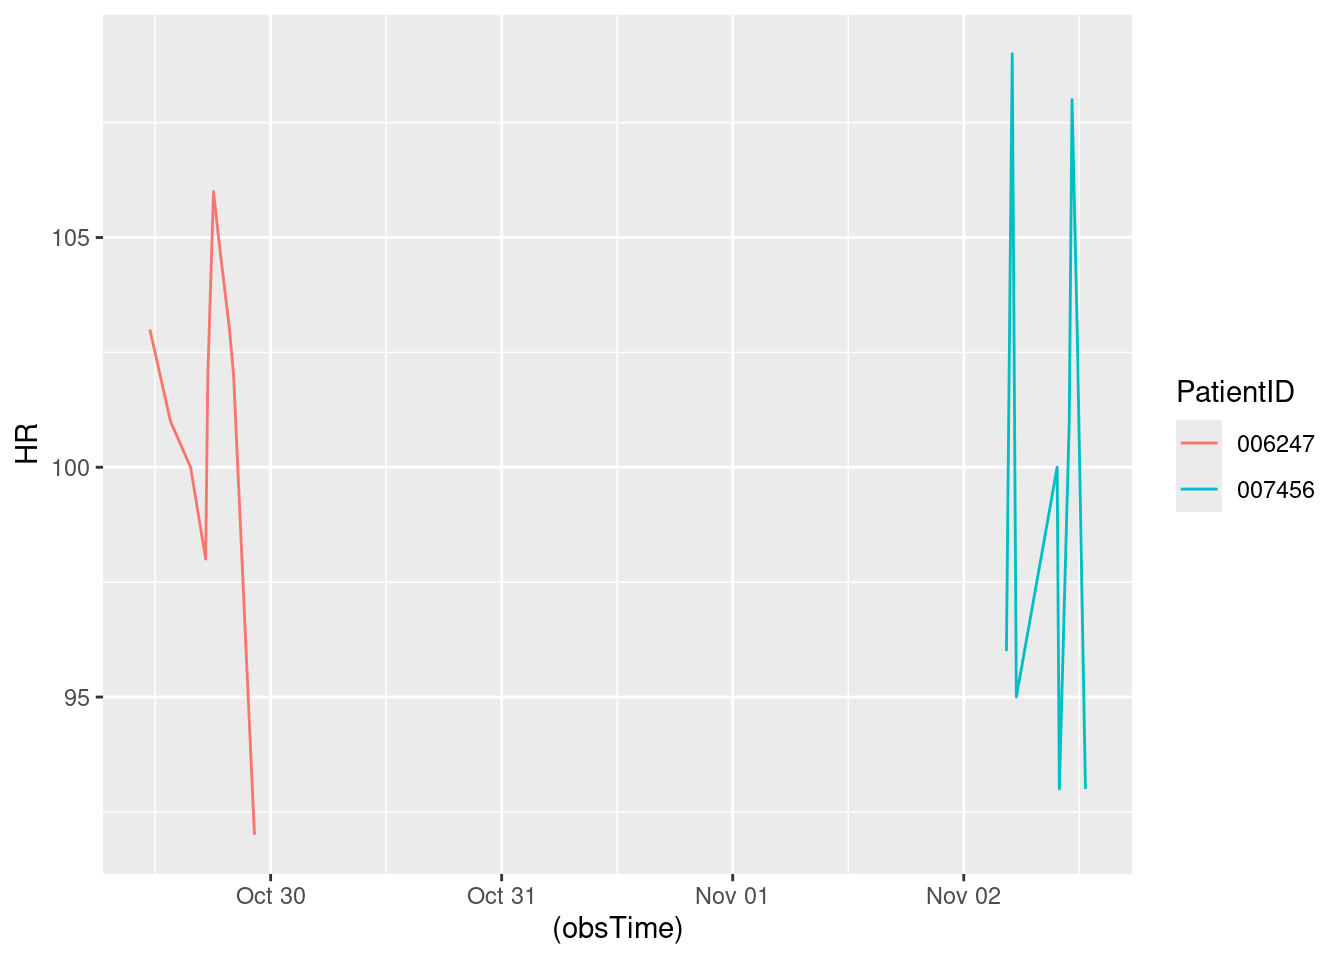 HR
105
100
95
Oct 30
Oct 31
Nov 01
Nov 02
(obsTime)
PatientID
006247
007456